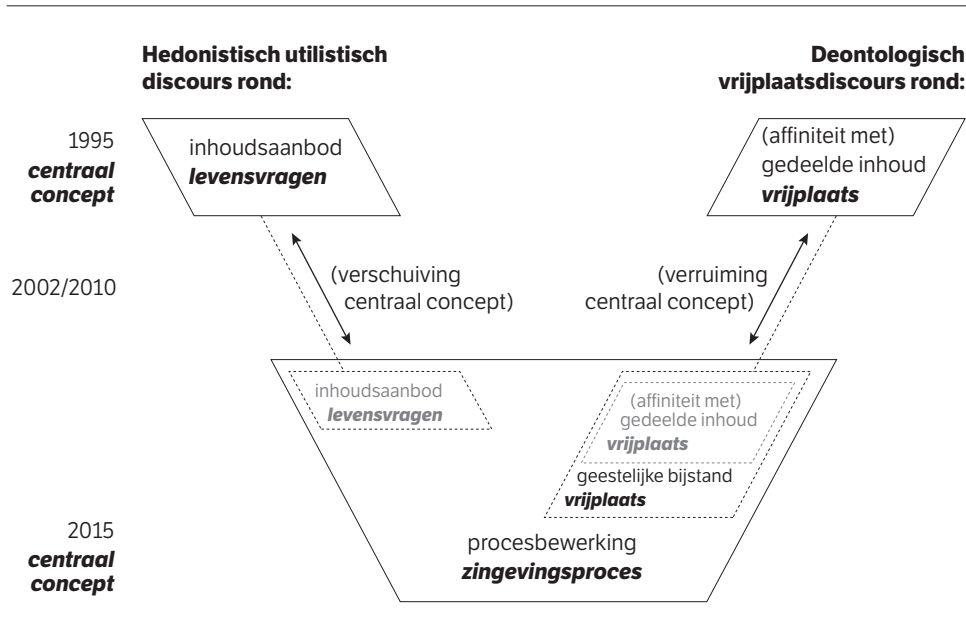 Hedonistisch utilistisch
discours rond:
Deontologisch
vrijplaatsdiscours rond:
1995
centraal
concept
inhoudsaanbod
levensvragen
(affiniteit met)
gedeelde inhoud
vrijplaats
2002/2010
(verschuiving
centraal concept)
(verruiming
centraal concept)
inhoudsaanbod
levensvragen
(affiniteit met)
gedeelde inhoud
vrijplaats
geestelijke bijstand
vrijplaats
2015
centraal
concept
procesbewerking
zingevingsproces